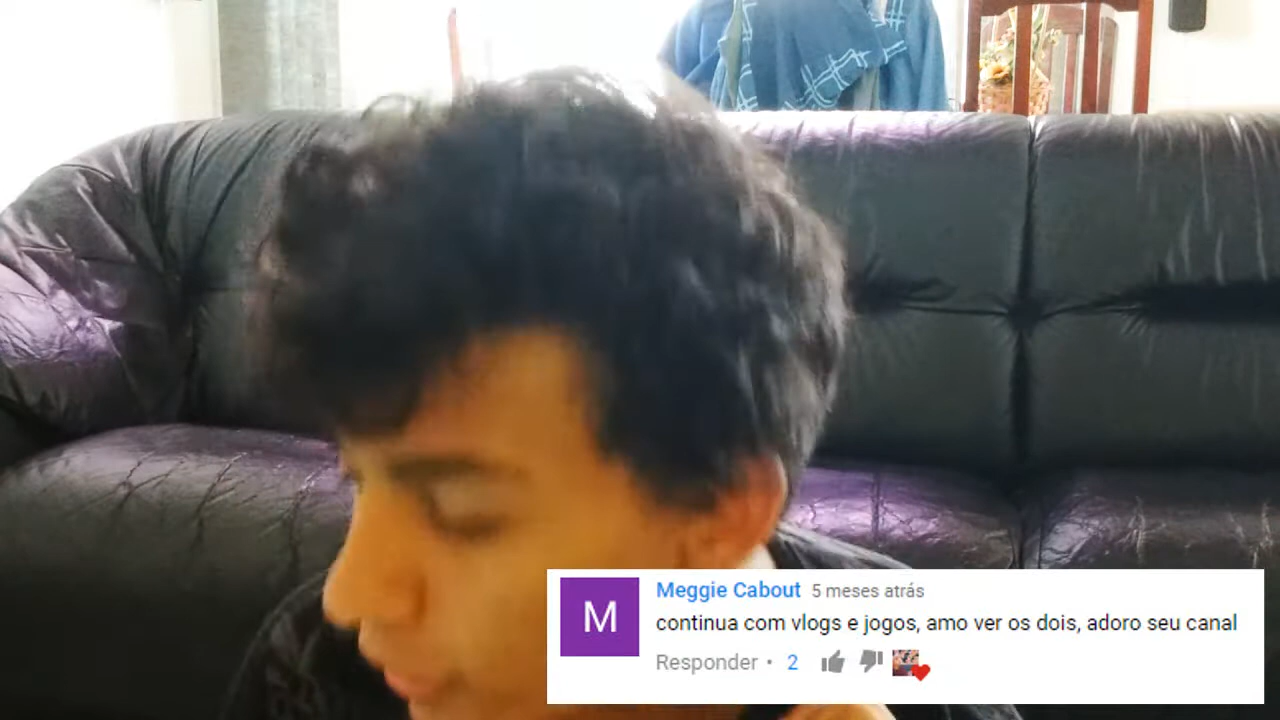 M
Meggie Cabout 5 meses atrás
continua com vlogs e jogos, amo ver os dois, adoro seu canal
Responder • 2